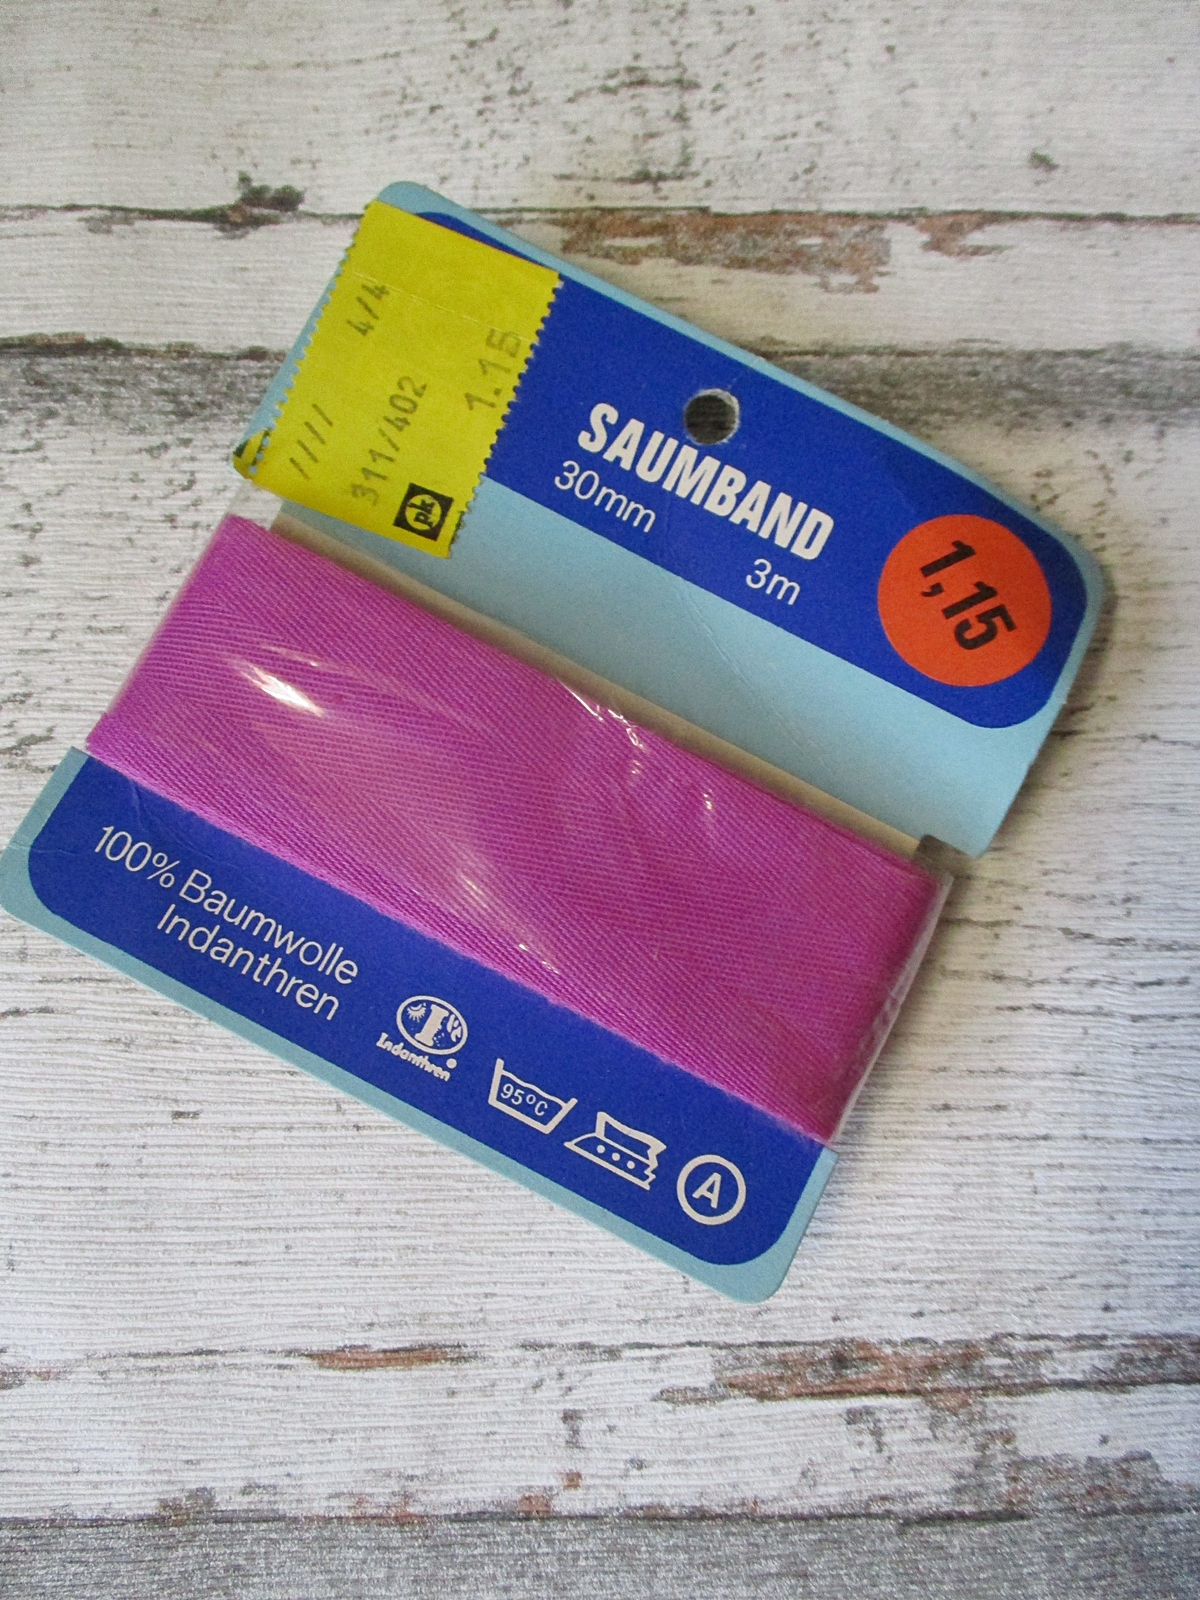 4/4
/////
311/402
1.15
pk
SAUMBAND
30mm
3m
1,15
100% Baumwolle
Indanthren
I
Indanthren
95°C
A